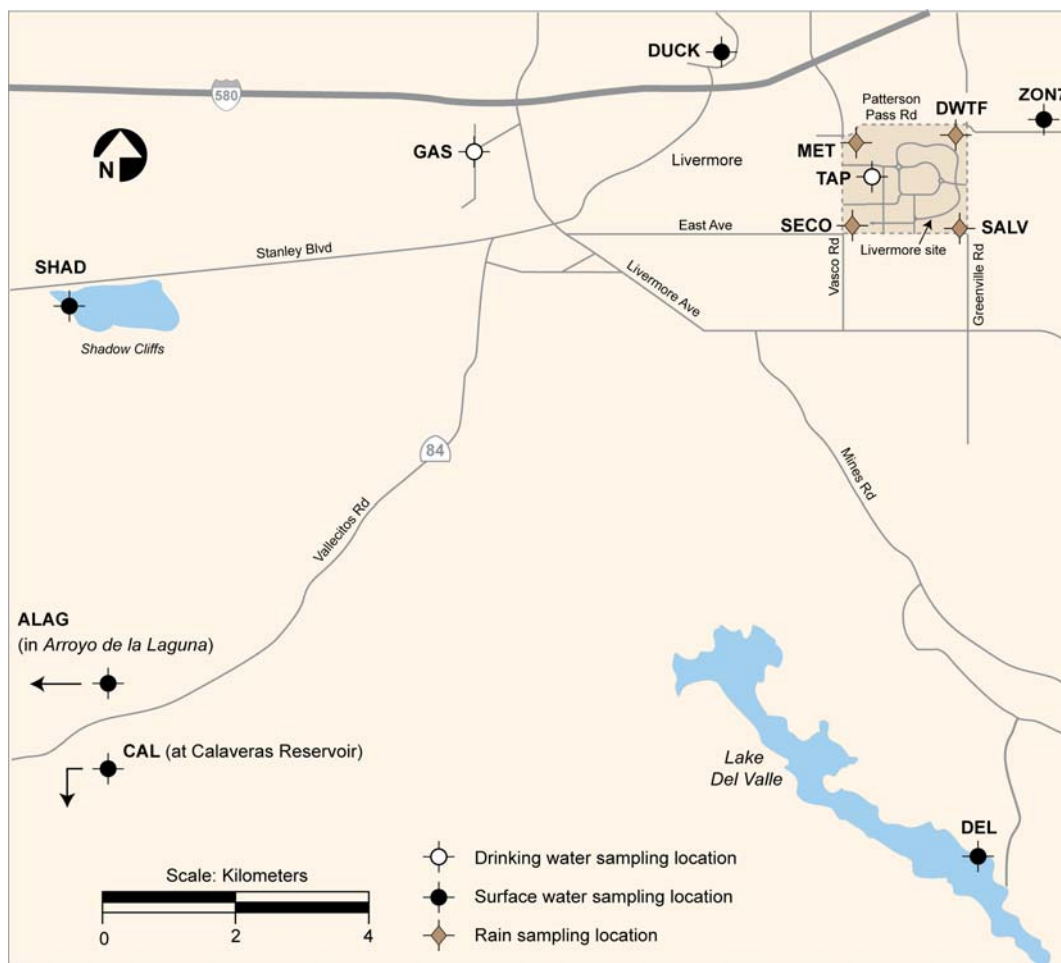 DUCK
580
Patterson
Pass Rd
DWTF
ZON7
N
GAS
Livermore
MET
TAP
SECO
East Ave
SALV
Livermore site
Stanley Blvd
SHAD
Shadow Cliffs
Livermore Ave
Vasco Rd
Greenville Rd
84
Vallecitos Rd
Mines Rd
ALAG
(in Arroyo de la Laguna)
CAL (at Calaveras Reservoir)
Lake
Del Valle
DEL
Scale: Kilometers
0 2 4
Drinking water sampling location
Surface water sampling location
Rain sampling location